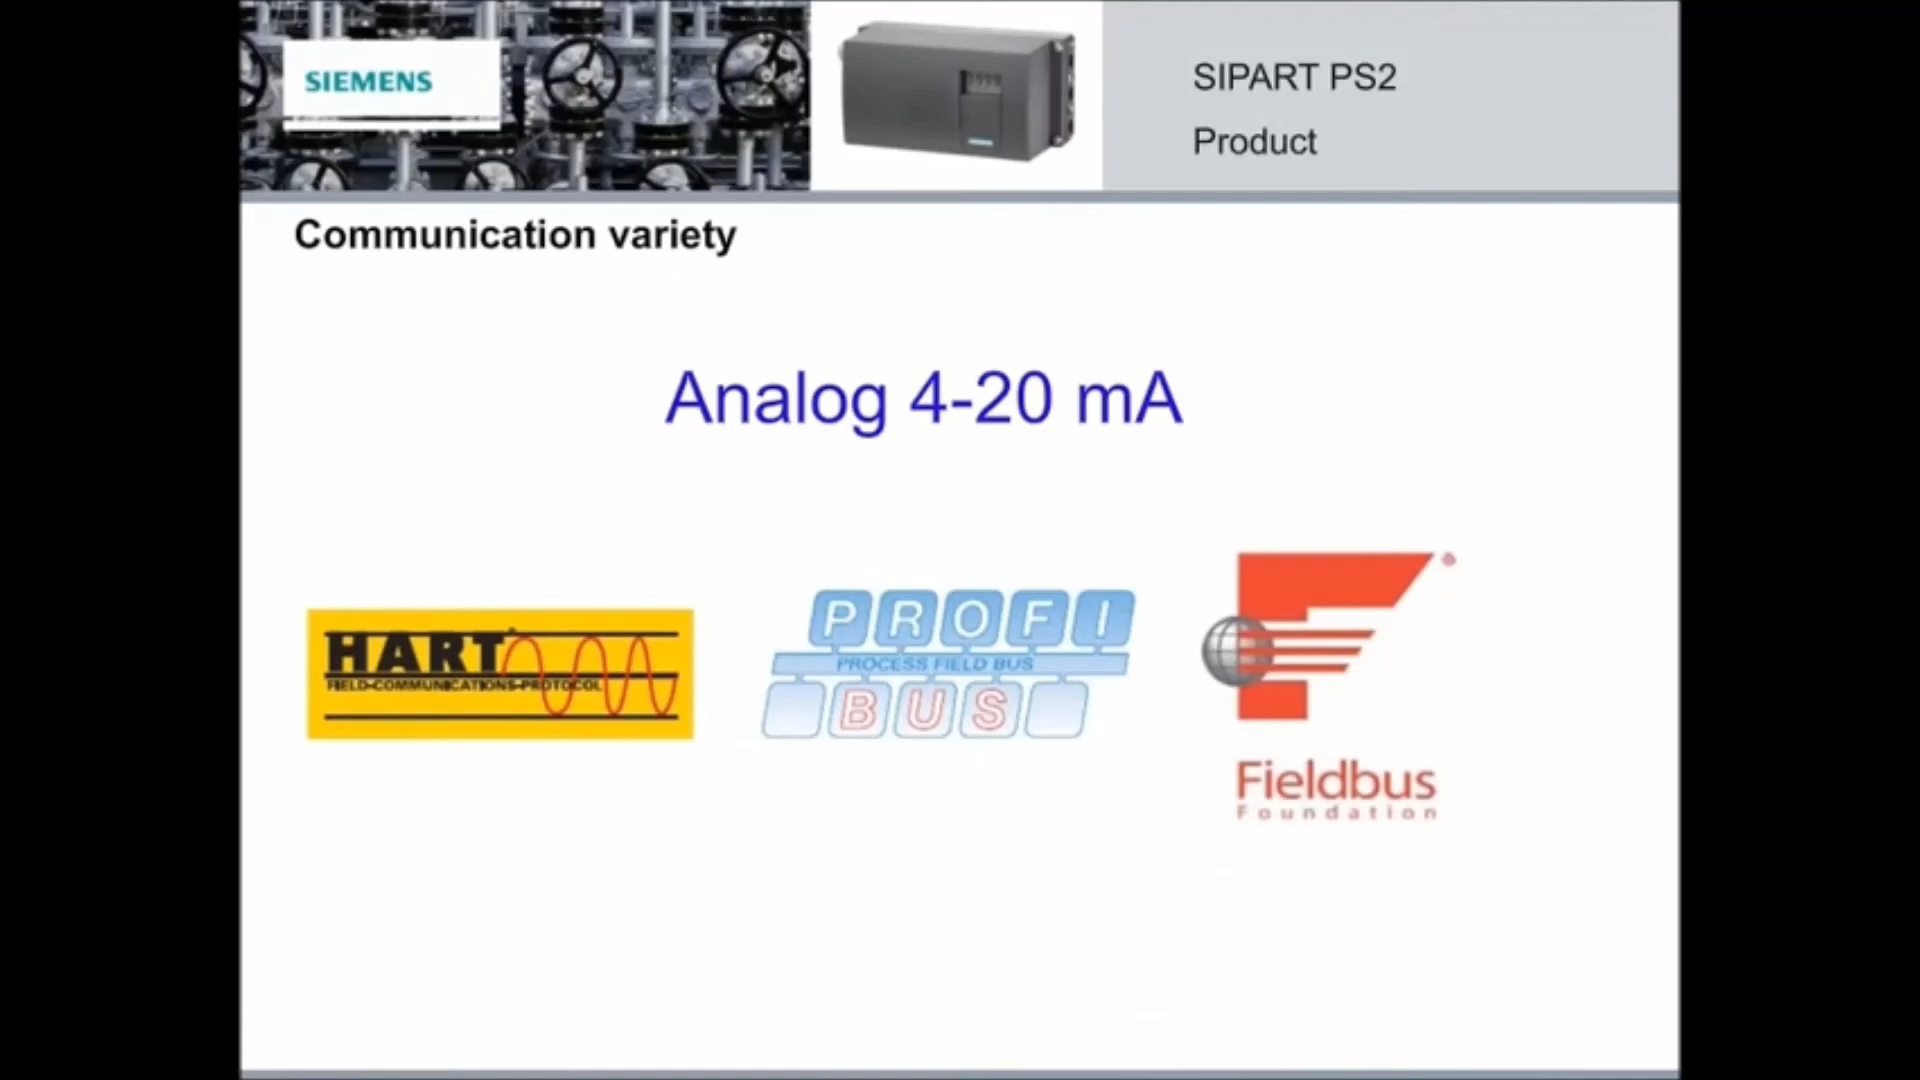 SIEMENS
SIPART PS2
Product
Communication variety
Analog 4-20 mA
HART
FIELD-COMMUNICATIONS-PROTOCOL
PROFI
PROCESS FIELD BUS
BUS
Fieldbus
Foundation